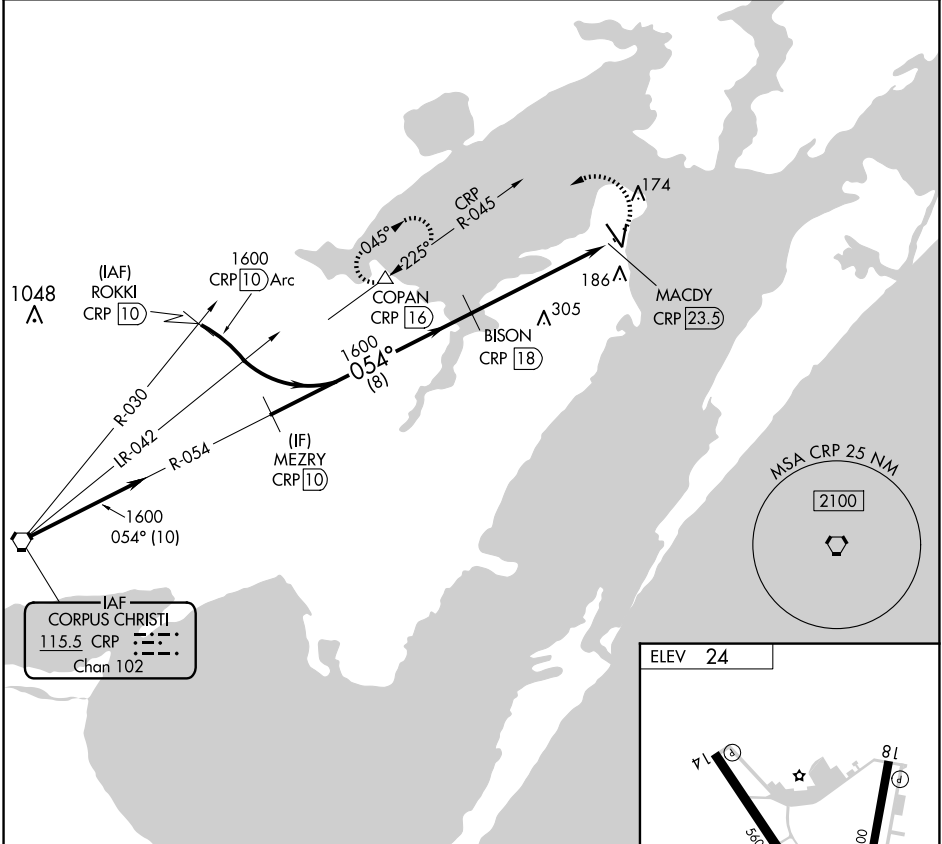 174
CRP
R-045
045°
225°
1600
CRP 10 Arc
(IAF)
ROKKI
CRP 10
1048
COPAN
CRP 16
186
MACDY
CRP 23.5
305
BISON
CRP 18
1600
054°
(8)
R-030
LR-042
R-054
(IF)
MEZRY
CRP 10
1600
054° (10)
MSA CRP 25 NM
2100
IAF
CORPUS CHRISTI
115.5 CRP
Chan 102
ELEV 24
14
P
18
P
560
00